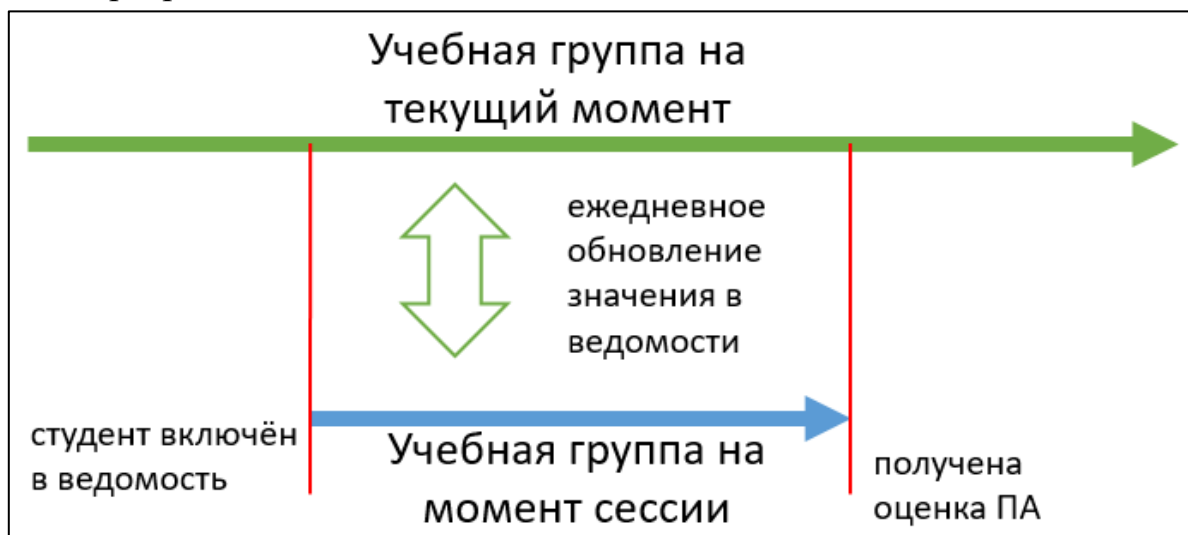 Учебная группа на
текущий момент
ежедневное
обновление
значения в
ведомости
студент включён
в ведомость
Учебная группа на
момент сессии
получена
оценка ПА